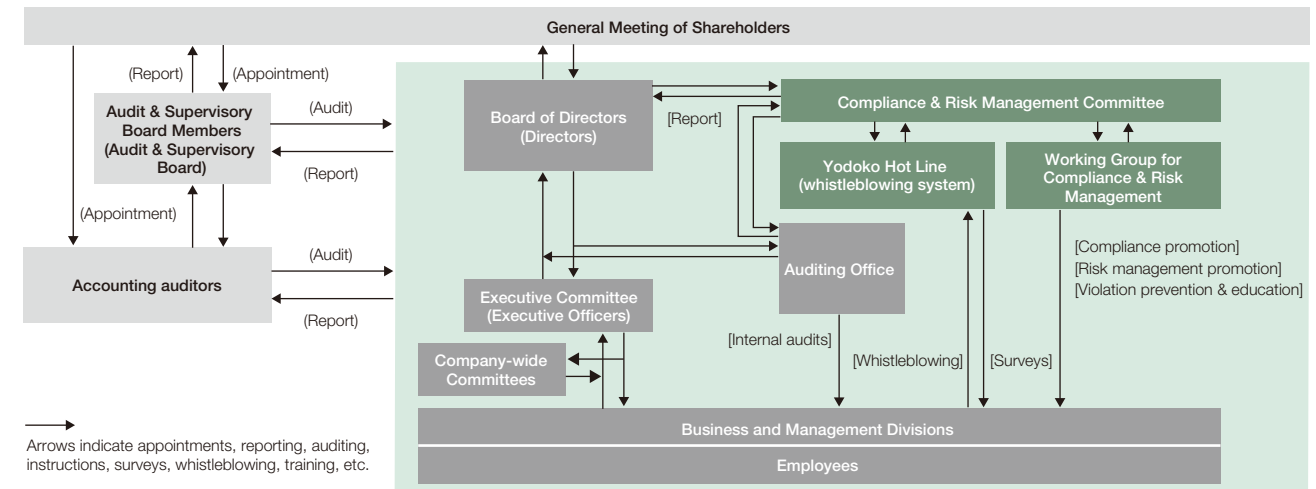 General Meeting of Shareholders
(Report)
(Appointment)
Audit & Supervisory
Board Members
(Audit & Supervisory
Board)
(Audit)
(Report)
(Appointment)
Accounting auditors
(Audit)
(Report)
Board of Directors
(Directors)
[Report]
Compliance & Risk Management Committee
Yodoko Hot Line
(whistleblowing system)
Working Group for
Compliance & Risk
Management
Auditing Office
[Compliance promotion]
[Risk management promotion]
[Violation prevention & education]
Executive Committee
(Executive Officers)
[Internal audits]
[Whistleblowing]
[Surveys]
Company-wide
Committees
Business and Management Divisions
Employees
Arrows indicate appointments, reporting, auditing,
instructions, surveys, whistleblowing, training, etc.